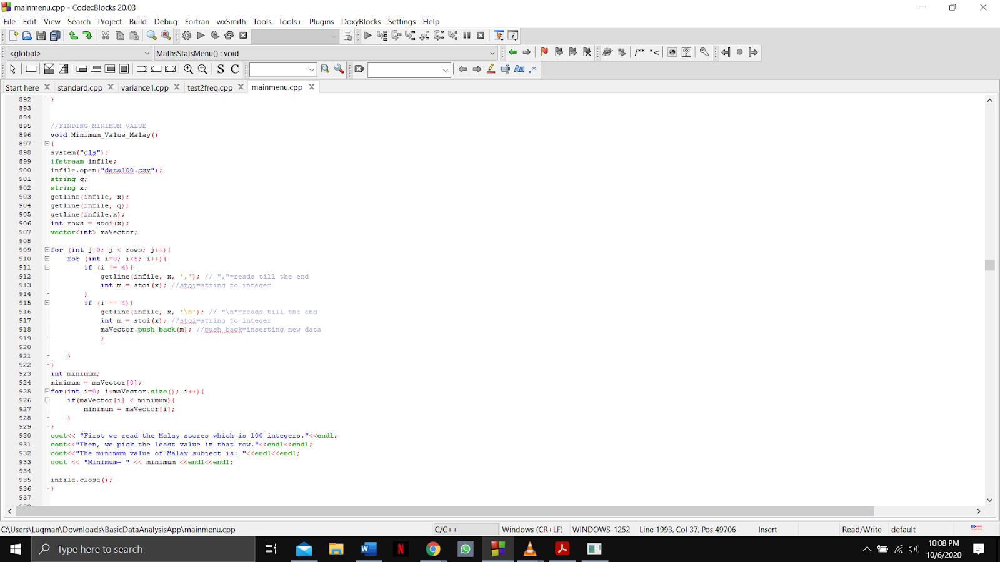 mainmenu.cpp - Code::Blocks 20.03
File Edit View Search Project Build Debug Fortran wxSmith Tools Tools+ Plugins DoxyBlocks Settings Help
<global> MathsStatsMenu() : void
/** *<
S C Aa .*
Start here standard.cpp variance1.cpp test2freq.cpp mainmenu.cpp
892 }
893
894
895 //FINDING MINIMUM VALUE
896 void Minimum_Value_Malay()
897 {
898 system("cls");
899 ifstream infile;
900 infile.open("data100.csv");
901 string q;
902 string x;
903 getline(infile, x);
904 getline(infile, q);
905 getline(infile,x);
906 int rows = stoi(x);
907 vector<int> maVector;
908
909 for (int j=0; j < rows; j++){
910 for (int i=0; i<5; i++){
911 if (i != 4){
912 getline(infile, x, ','); // ","=reads till the end
913 int m = stoi(x); //stoi=string to integer
914 }
915 if (i == 4){
916 getline(infile, x, '\n'); // "\n"=reads till the end
917 int m = stoi(x); //stoi=string to integer
918 maVector.push_back(m); //push_back=inserting new data
919 }
920
921 }
922 }
923 int minimum;
924 minimum = maVector[0];
925 for(int i=0; i<maVector.size(); i++){
926 if(maVector[i] < minimum){
927 minimum = maVector[i];
928 }
929 }
930 cout<< "First we read the Malay scores which is 100 integers."<<endl;
931 cout<<"Then, we pick the least value in that row."<<endl<<endl;
932 cout<<"The minimum value of Malay subject is: "<<endl<<endl;
933 cout << "Minimum= " << minimum <<endl<<endl;
934
935 infile.close();
936 }
937
C:\Users\Luqman\Downloads\BasicDataAnalysisApp\mainmenu.cpp C/C++ Windows (CR+LF) WINDOWS-1252 Line 1993, Col 37, Pos 49706 Insert Read/Write default
Type here to search
10:08 PM
10/6/2020